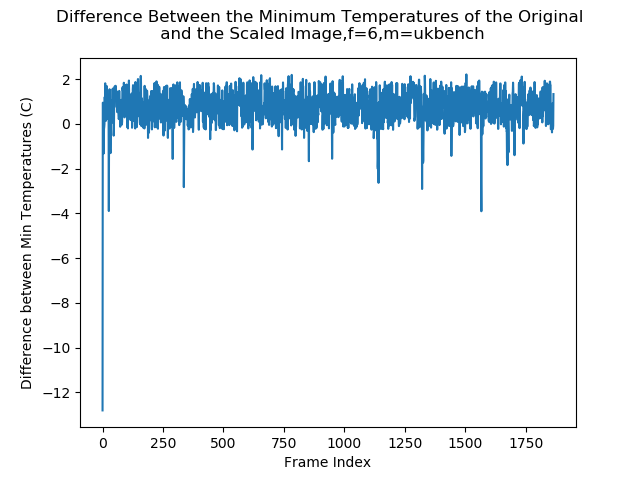 Difference Between the Minimum Temperatures of the Original
and the Scaled Image,f=6,m=ukbench
Difference between Min Temperatures (C)
2
0
−2
−4
−6
−8
−10
−12
0 250 500 750 1000 1250 1500 1750
Frame Index